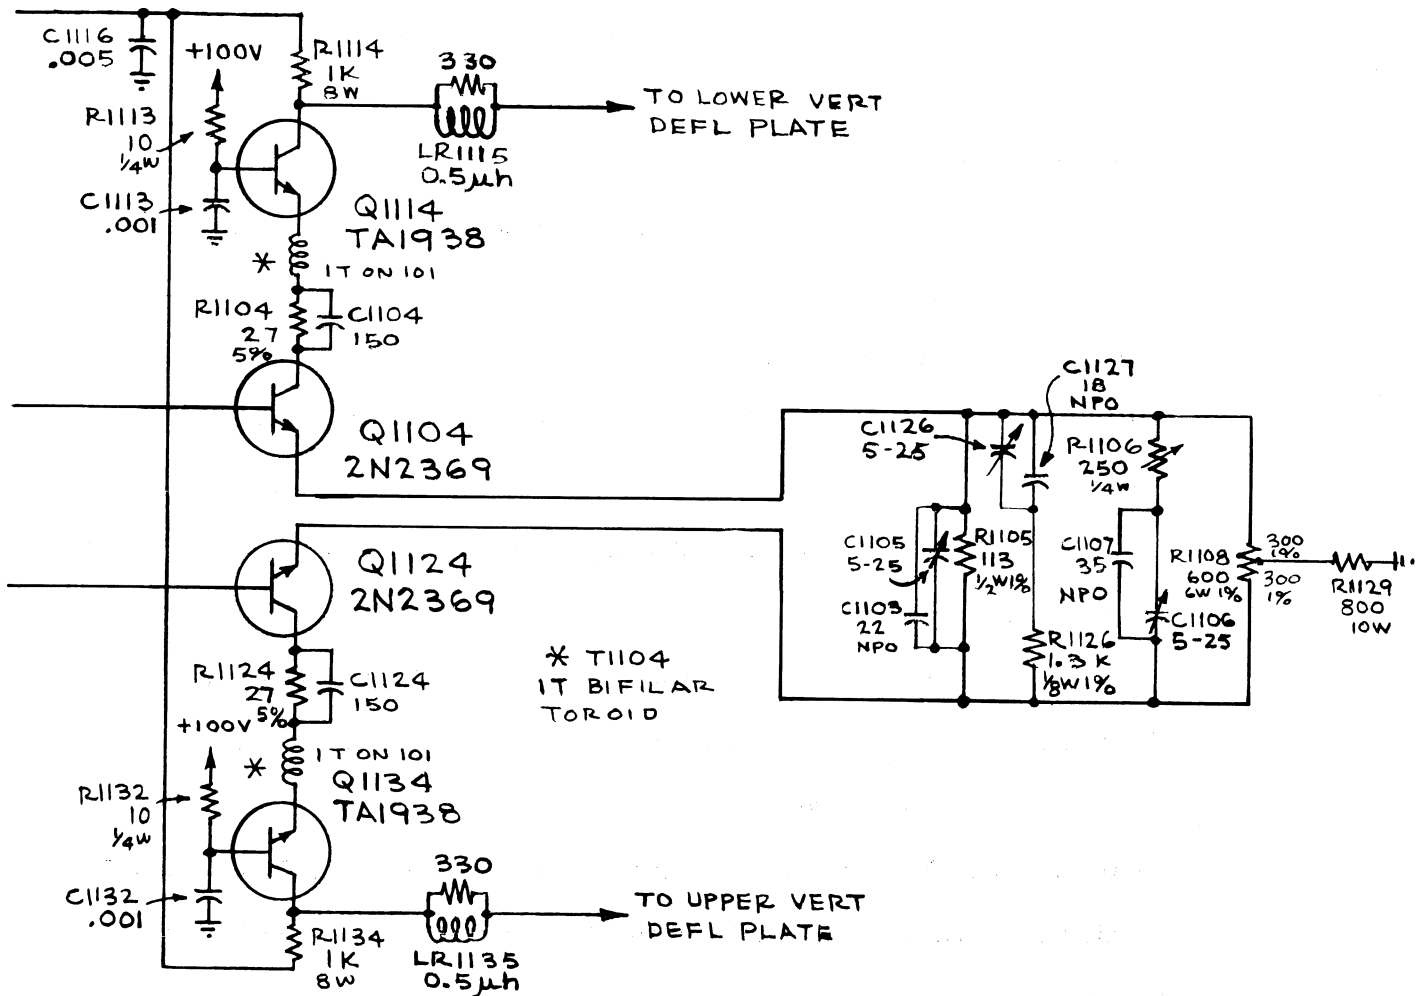 C1116
.005
+100V
R1114
1K
8W
330
TO LOWER VERT
DEFL PLATE
R1113
10
1/4W
LR1115
0.5μh
C1113
.001
Q1114
TA1938
*
1T ON 101
R1104
27
5%
C1104
150
Q1104
2N2369
C1127
18
NPO
C1126
5-25
R1106
250
1/4W
Q1124
2N2369
C1105
5-25
R1105
113
1/2W1%
C1107
35
NPO
R1108
600
6W 1%
300
1%
300
1%
R1129
800
10W
C1103
22
NPO
R1126
1.3K
1/8W1%
C1106
5-25
* T1104
1T BIFILAR
TOROID
R1124
27
5%
C1124
150
+100V
*
1T ON 101
Q1134
TA1938
R1132
10
1/4W
C1132
.001
330
TO UPPER VERT
DEFL PLATE
R1134
1K
8W
LR1135
0.5μh